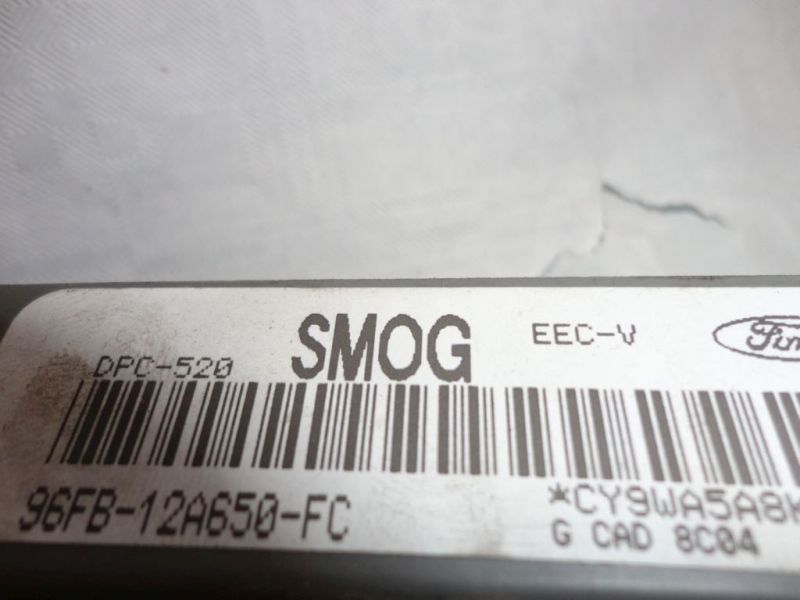 DPC-520 SMOG EEC-V
96FB-12A650-FC *CY9WA5A8
G CAD 8C04